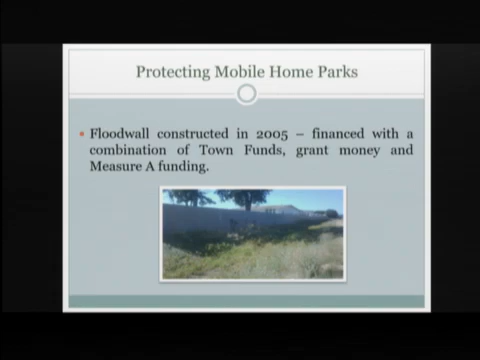 Protecting Mobile Home Parks
Floodwall constructed in 2005 – financed with a
combination of Town Funds, grant money and
Measure A funding.